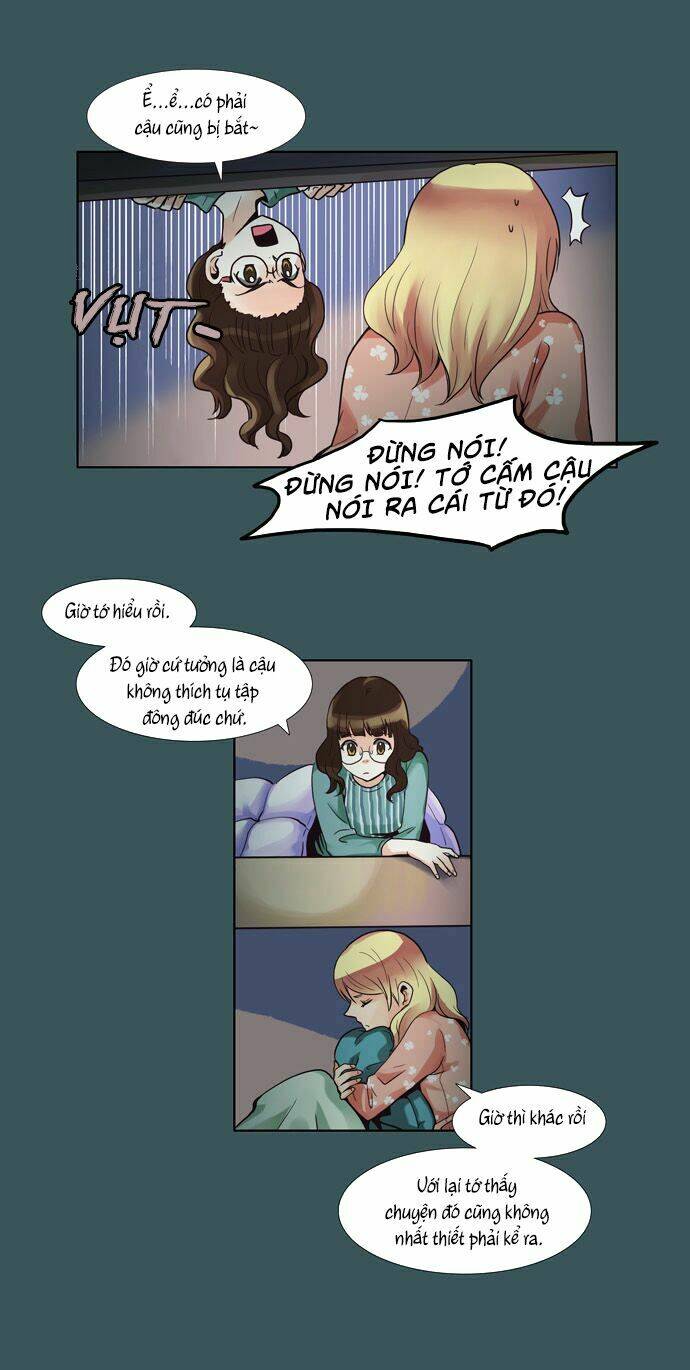 Ể...ể...có phải
cậu cũng bị bắt~
VỤT-
ĐỪNG NÓI!
ĐỪNG NÓI! TỚ CẤM CẬU
NÓI RA CÁI TỪ ĐÓ!
Giờ tớ hiểu rồi.
Đó giờ cứ tưởng là cậu
không thích tụ tập
đông đúc chứ.
Giờ thì khác rồi
Với lại tớ thấy
chuyện đó cũng không
nhất thiết phải kể ra.